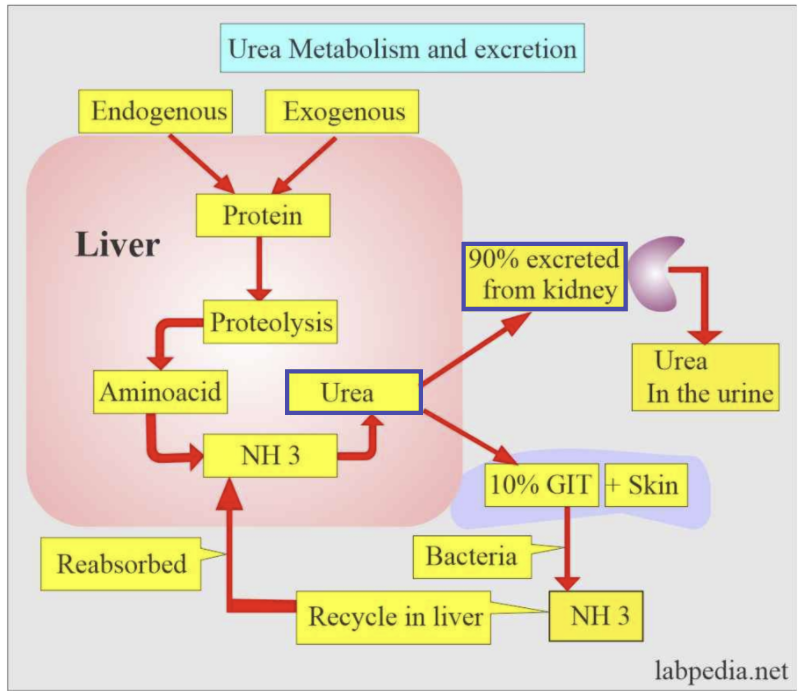 Urea Metabolism and excretion
Endogenous
Exogenous
Protein
Liver
Proteolysis
Aminoacid
Urea
NH 3
90% excreted
from kidney
Urea
In the urine
10% GIT
+ Skin
Bacteria
NH 3
Recycle in liver
Reabsorbed
labpedia.net